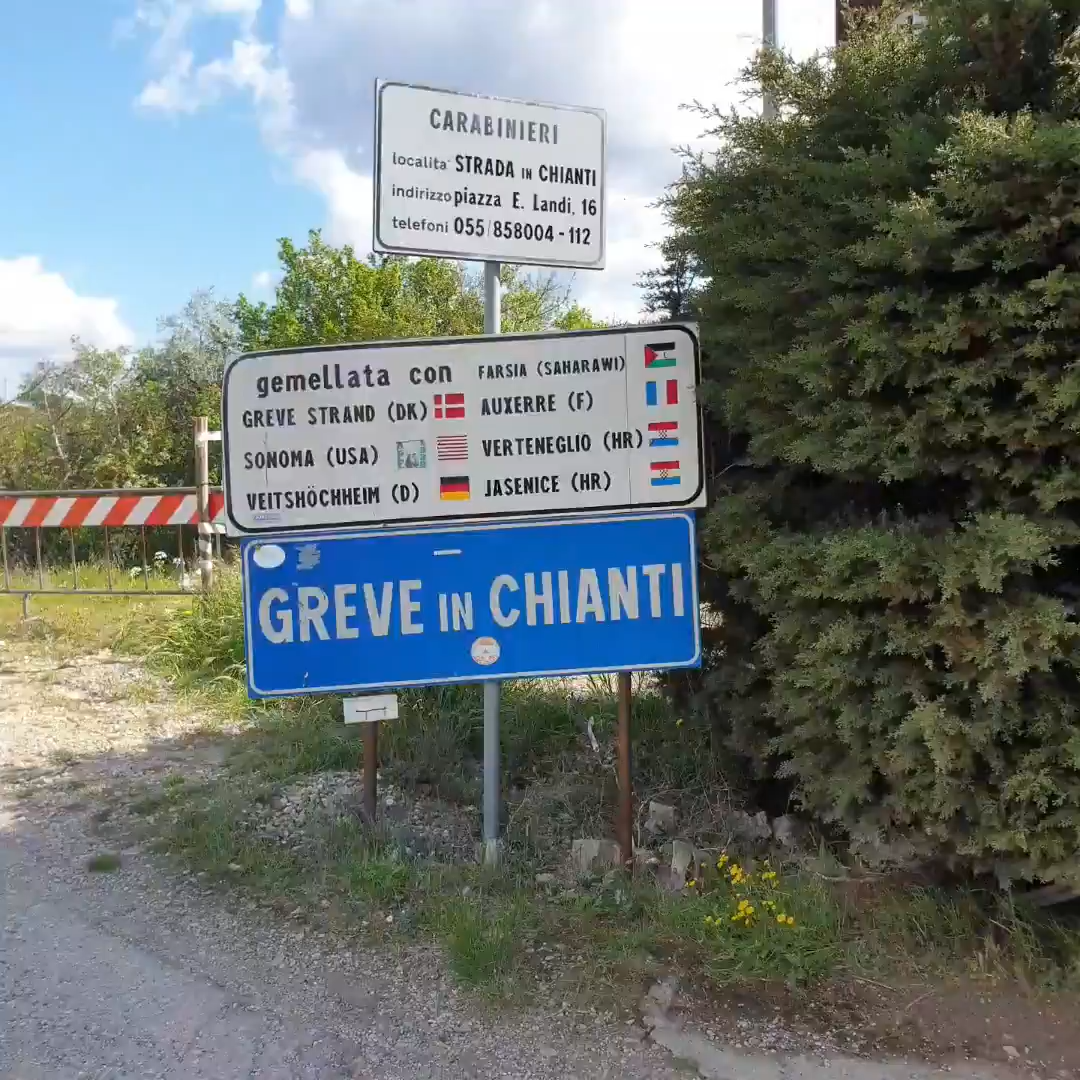 CARABINIERI
localita' STRADA IN CHIANTI
indirizzo piazza E. Landi, 16
telefoni 055/858004-112
gemellata con
GREVE STRAND (DK)
SONOMA (USA)
VEITSHÖCHHEIM (D)
FARSIA (SAHARAWI)
AUXERRE (F)
VERTENEGLIO (HR)
JASENICE (HR)
GREVE IN CHIANTI